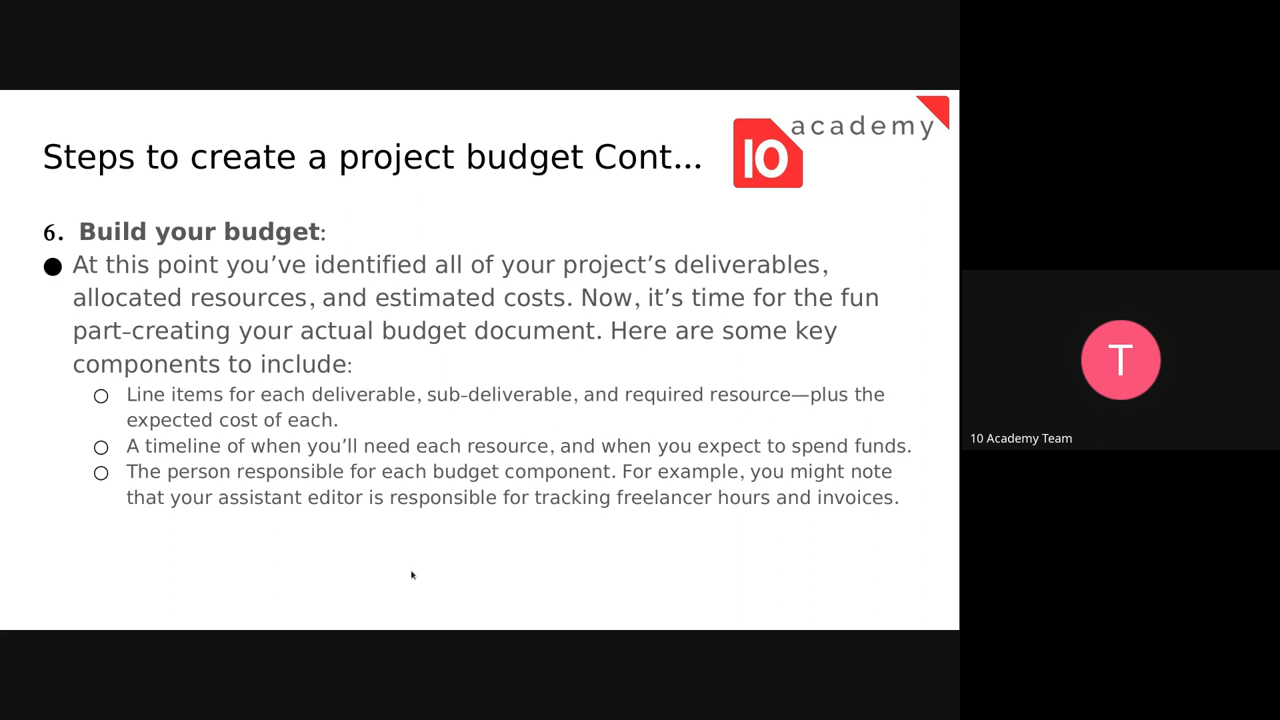 academy
10
Steps to create a project budget Cont...
6. Build your budget:
● At this point you’ve identified all of your project’s deliverables,
allocated resources, and estimated costs. Now, it’s time for the fun
part–creating your actual budget document. Here are some key
components to include:
○ Line items for each deliverable, sub-deliverable, and required resource—plus the
expected cost of each.
○ A timeline of when you’ll need each resource, and when you expect to spend funds.
○ The person responsible for each budget component. For example, you might note
that your assistant editor is responsible for tracking freelancer hours and invoices.
T
10 Academy Team